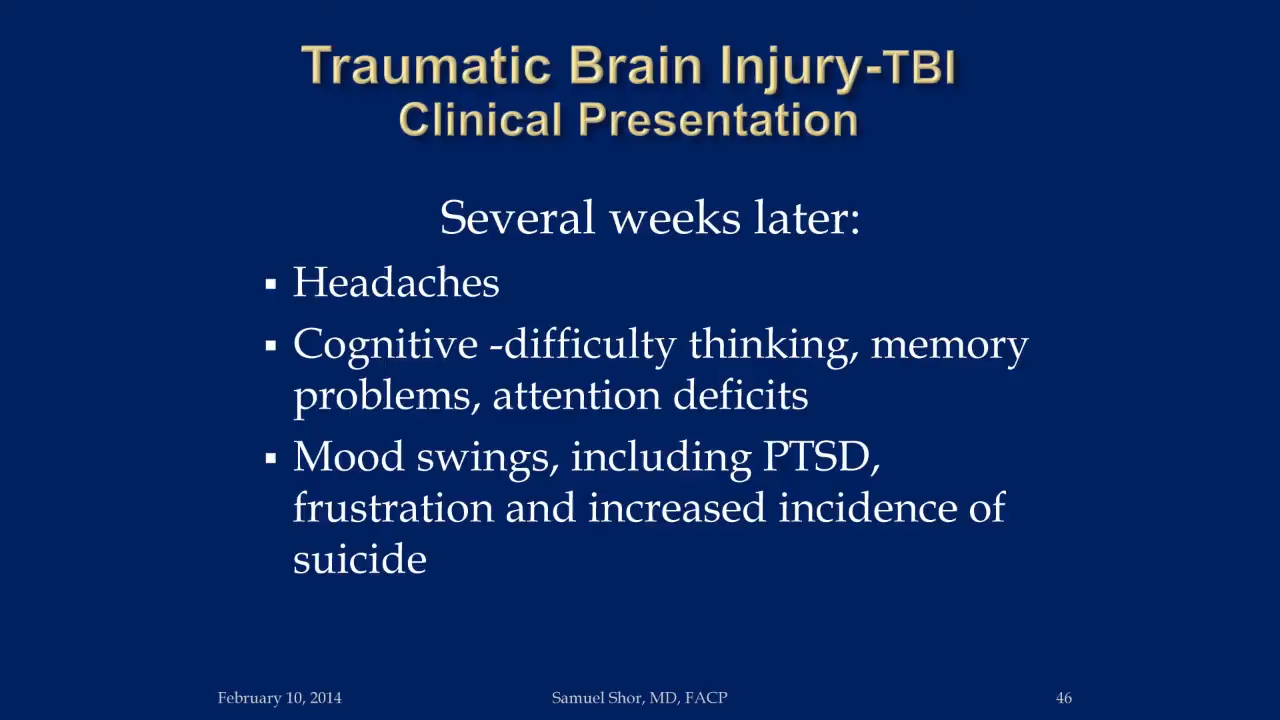 Traumatic Brain Injury-TBI
Clinical Presentation
Several weeks later:
▪ Headaches
▪ Cognitive -difficulty thinking, memory
problems, attention deficits
▪ Mood swings, including PTSD,
frustration and increased incidence of
suicide
February 10, 2014 Samuel Shor, MD, FACP 46